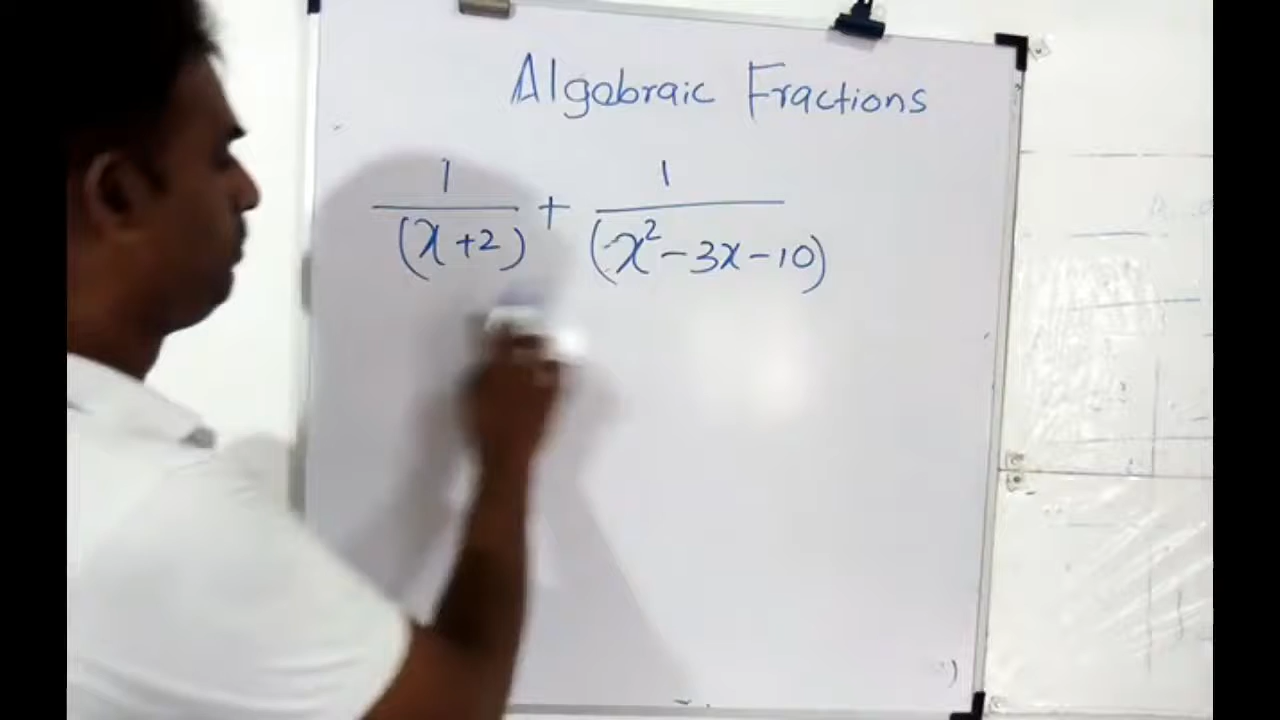 Algebraic Fractions
1/(x+2) + 1/(x²-3x-10)